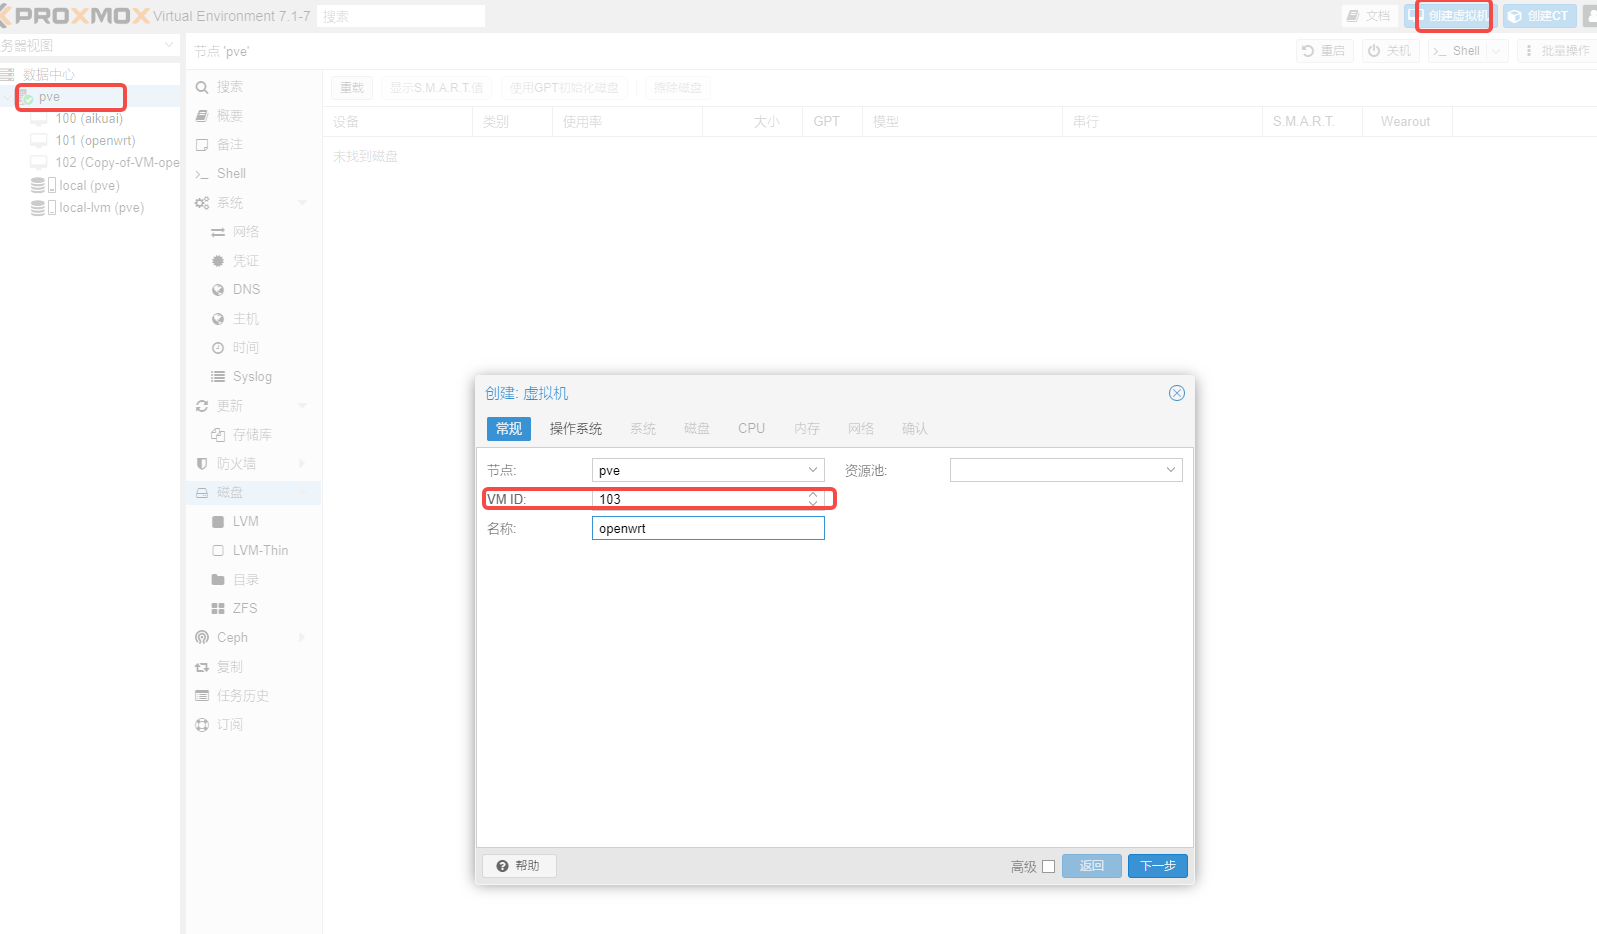 PROXMOX Virtual Environment 7.1-7 搜索 文档 创建虚拟机 创建CT
务器视图
节点 'pve' 重启 关机 Shell 批量操作
数据中心
pve
100 (aikuai)
101 (openwrt)
102 (Copy-of-VM-ope
local (pve)
local-lvm (pve)
搜索
概要
备注
Shell
系统
网络
凭证
DNS
主机
时间
Syslog
更新
存储库
防火墙
磁盘
LVM
LVM-Thin
目录
ZFS
Ceph
复制
任务历史
订阅
重载 显示S.M.A.R.T.值 使用GPT初始化磁盘 擦除磁盘
设备 类别 使用率 大小 GPT 模型 串行 S.M.A.R.T. Wearout
未找到磁盘
创建: 虚拟机
常规 操作系统 系统 磁盘 CPU 内存 网络 确认
节点: pve 资源池:
VM ID: 103
名称: openwrt
帮助 高级 返回 下一步